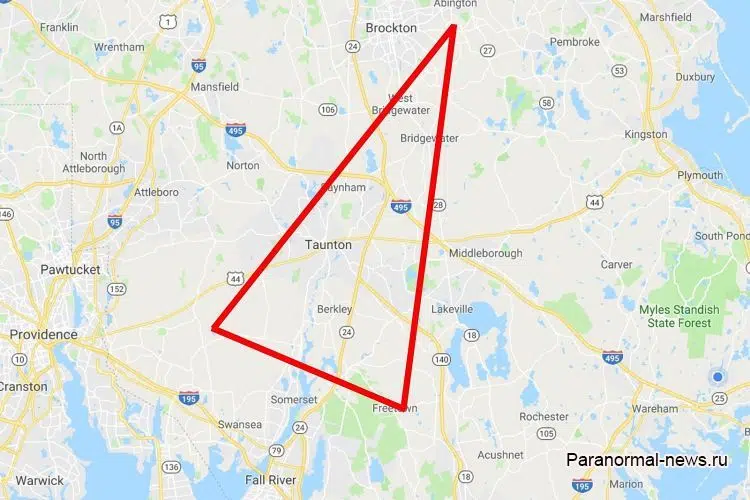 Abington
Franklin
1
Brockton
Marshfield
Wrentham
24
27
Pembroke
95
53
Duxbury
Mansfield
106
West
Bridgewater
58
1A
495
Bridgewater
Kingston
North
Attleborough
Norton
Plymouth
Attleboro
Raynham
146
95
495
28
44
Taunton
South Pond
Pawtucket
Middleborough
Carver
152
44
Berkley
Lakeville
Myles Standish
State Forest
Providence
24
18
10
140
495
Cranston
195
Somerset
Freetown
25
Swansea
Rochester
Wareham
24
18
105
79
Acushnet
Paranormal-news.ru
136
Warwick
Fall River
195
Marion